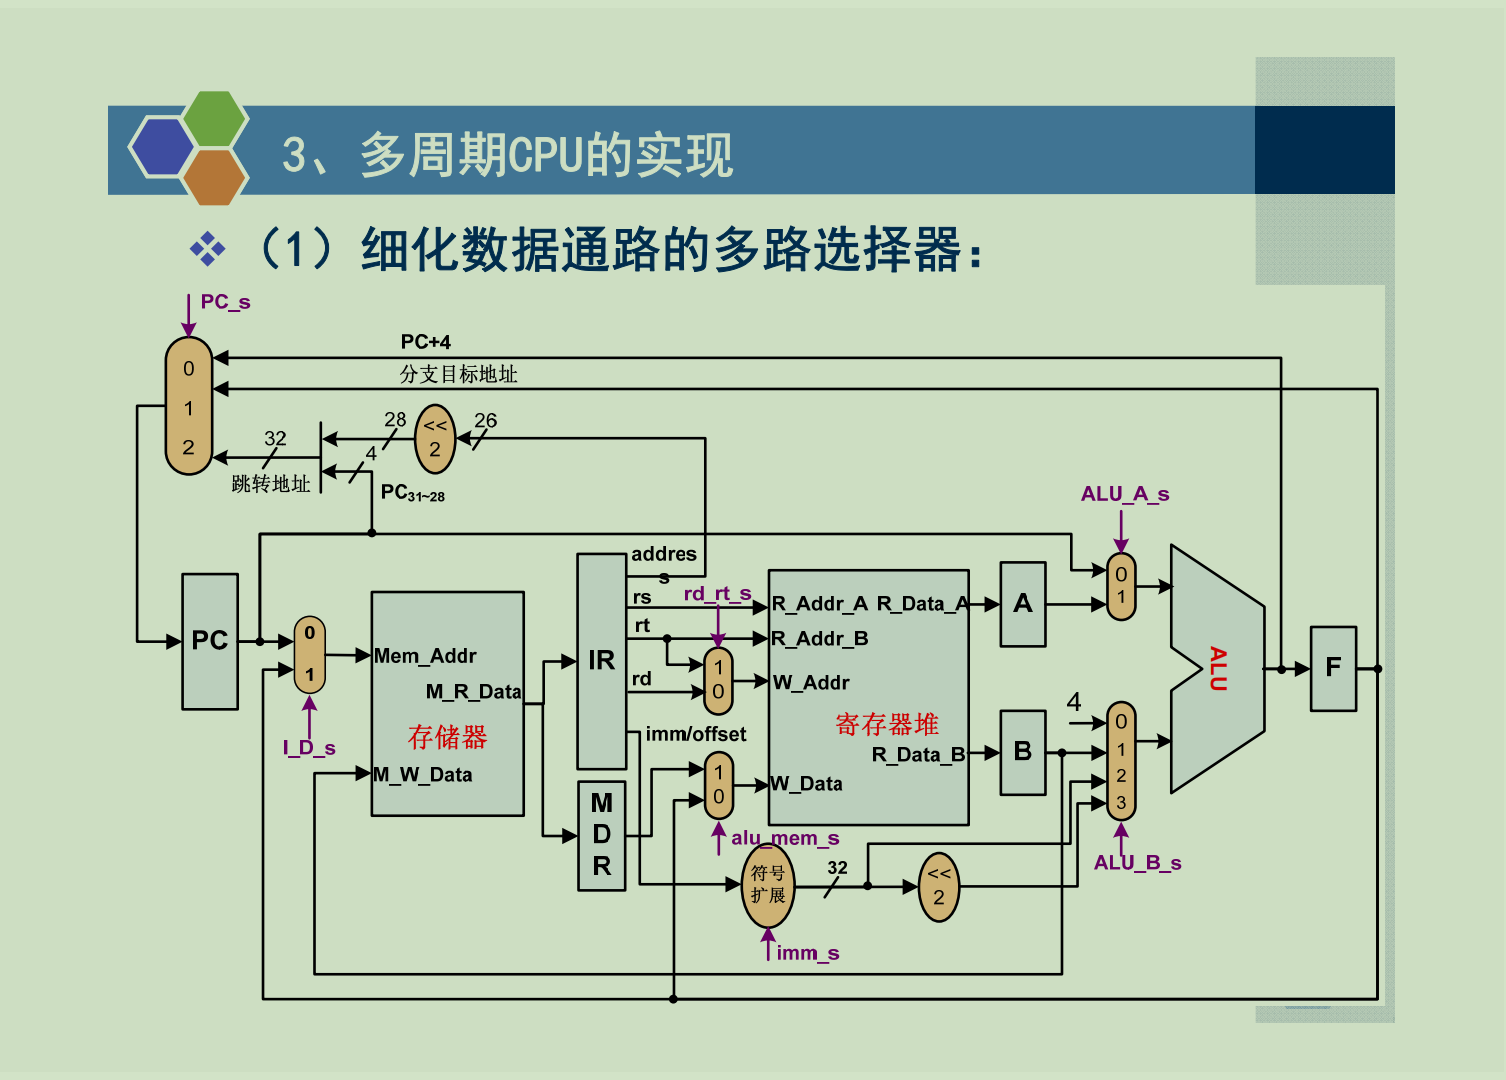 3、多周期CPU的实现
（1）细化数据通路的多路选择器：
PC_s
PC+4
0
分支目标地址
1
28
<<
2
26
2
32
4
跳转地址
PC31~28
ALU_A_s
address
rs
rd_rt_s
R_Addr_A
R_Data_A
A
0
1
rt
R_Addr_B
PC
0
1
Mem_Addr
IR
1
0
M_R_Data
rd
W_Addr
ALU
F
存储器
I_D_s
imm/offset
寄存器堆
4
R_Data_B
B
0
1
2
3
M_W_Data
1
0
W_Data
M
D
R
alu_mem_s
ALU_B_s
符号
扩展
32
<<
2
imm_s